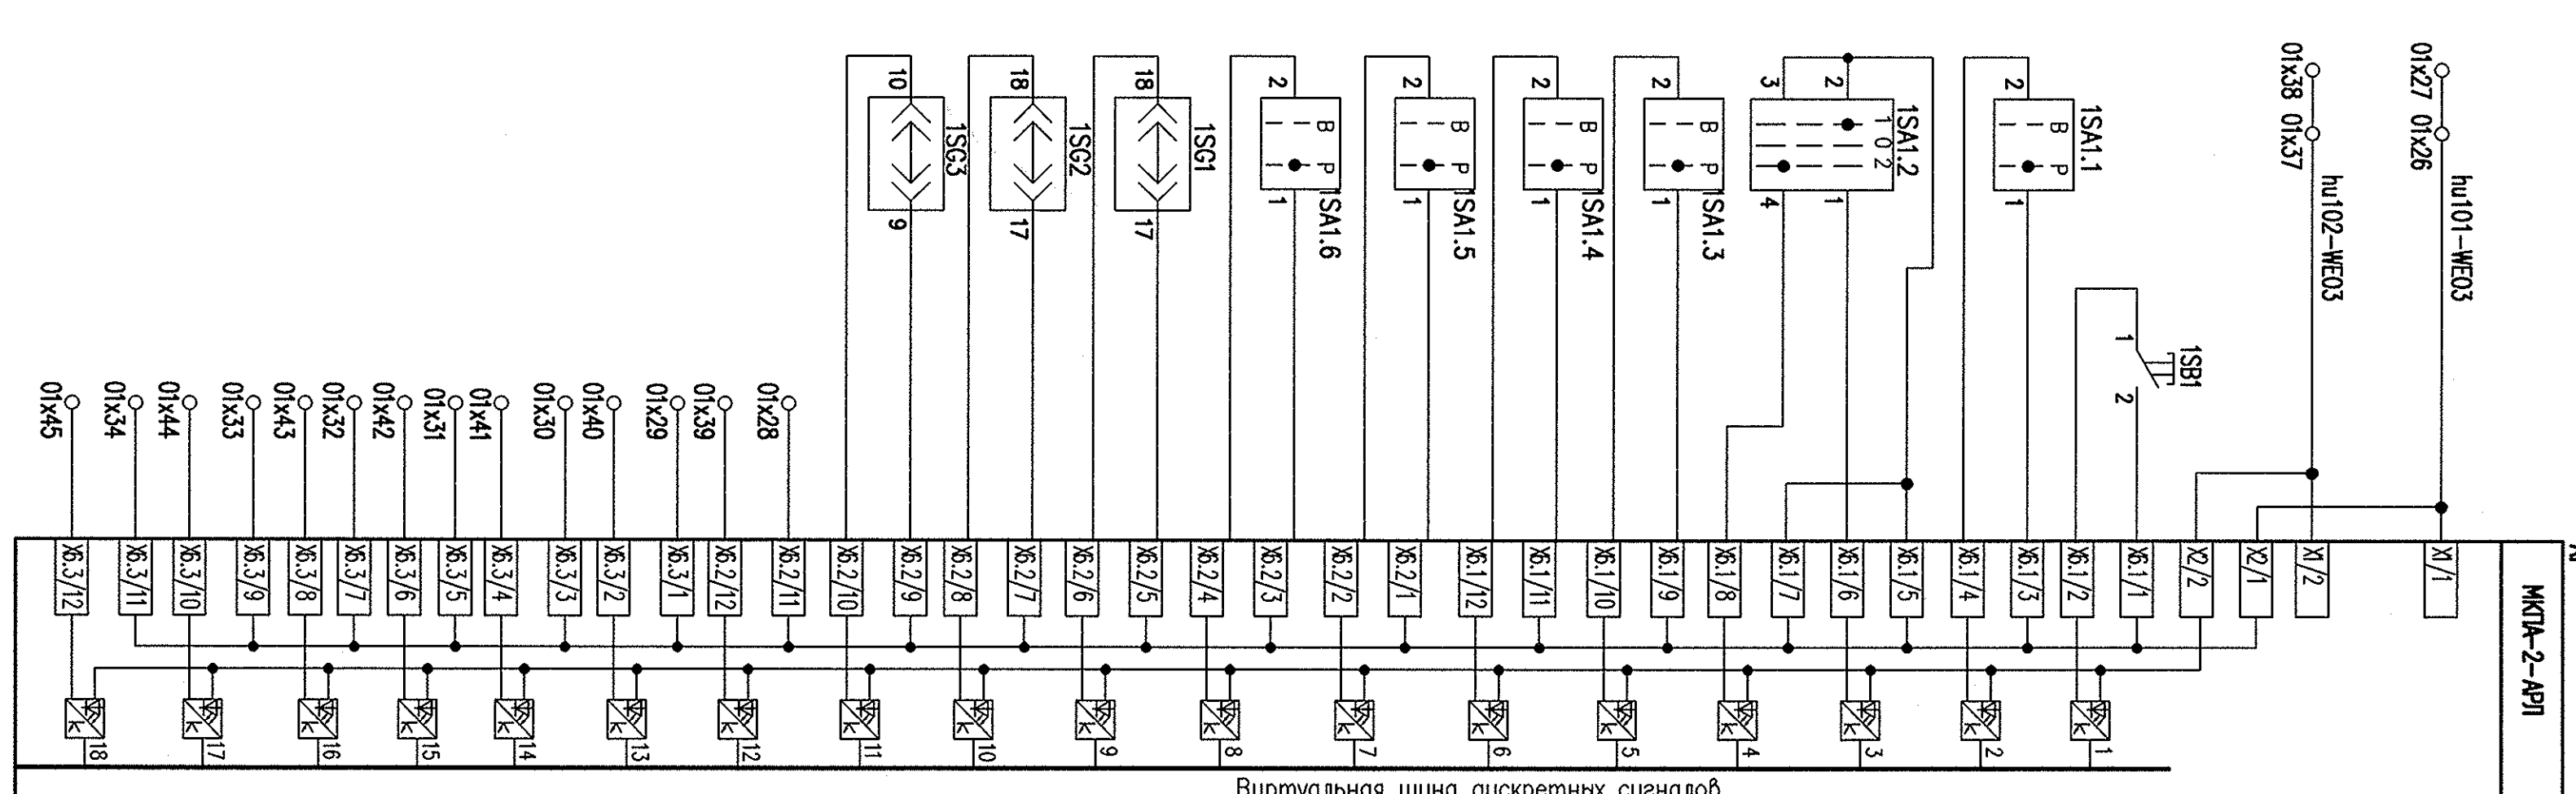 01x27 01x26
hu101-WE03
01x38 01x37
hu102-WE03
1SB1
1
2
1SA1.1
В Р
2
1
1SA1.2
1 0 2
2
3
1
4
1SA1.3
В Р
2
1
1SA1.4
В Р
2
1
1SA1.5
В Р
2
1
1SA1.6
В Р
2
1
1SG1
18
17
1SG2
18
17
1SG3
10
9
01x28
01x39
01x29
01x40
01x30
01x41
01x31
01x42
01x32
01x43
01x33
01x44
01x34
01x45
МКПА-2-АРЛ
X1/1
X1/2
X2/1
X2/2
X6.1/1
X6.1/2
X6.1/3
X6.1/4
X6.1/5
X6.1/6
X6.1/7
X6.1/8
X6.1/9
X6.1/10
X6.1/11
X6.1/12
X6.2/1
X6.2/2
X6.2/3
X6.2/4
X6.2/5
X6.2/6
X6.2/7
X6.2/8
X6.2/9
X6.2/10
X6.2/11
X6.2/12
X6.3/1
X6.3/2
X6.3/3
X6.3/4
X6.3/5
X6.3/6
X6.3/7
X6.3/8
X6.3/9
X6.3/10
X6.3/11
X6.3/12
k 1
k 2
k 3
k 4
k 5
k 6
k 7
k 8
k 9
k 10
k 11
k 12
k 13
k 14
k 15
k 16
k 17
k 18
Виртуальная шина дискретных сигналов